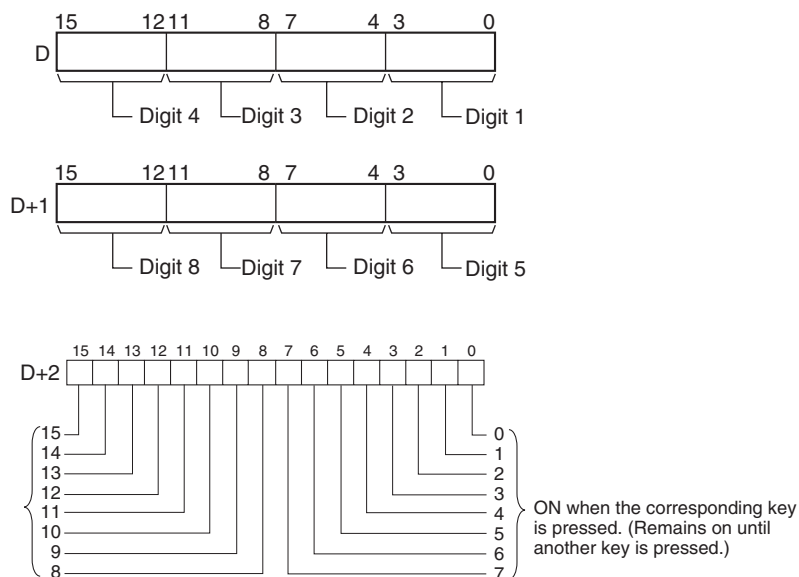 15 12 11 8 7 4 3 0
D
Digit 4 Digit 3 Digit 2 Digit 1
15 12 11 8 7 4 3 0
D+1
Digit 8 Digit 7 Digit 6 Digit 5
15 14 13 12 11 10 9 8 7 6 5 4 3 2 1 0
D+2
15 0
14 1
13 2
12 3
11 4
10 5
9 6
8 7
ON when the corresponding key
is pressed. (Remains on until
another key is pressed.)